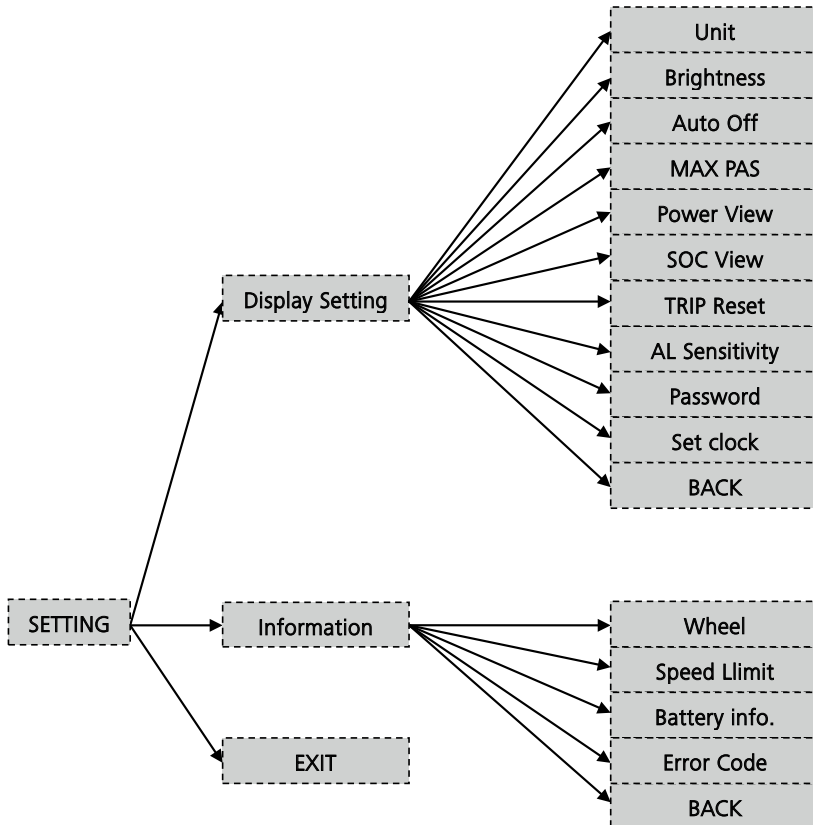 Unit
Brightness
Auto Off
MAX PAS
Power View
SOC View
Display Setting
TRIP Reset
AL Sensitivity
Password
Set clock
BACK
SETTING
Information
Wheel
Speed Llimit
Battery info.
EXIT
Error Code
BACK